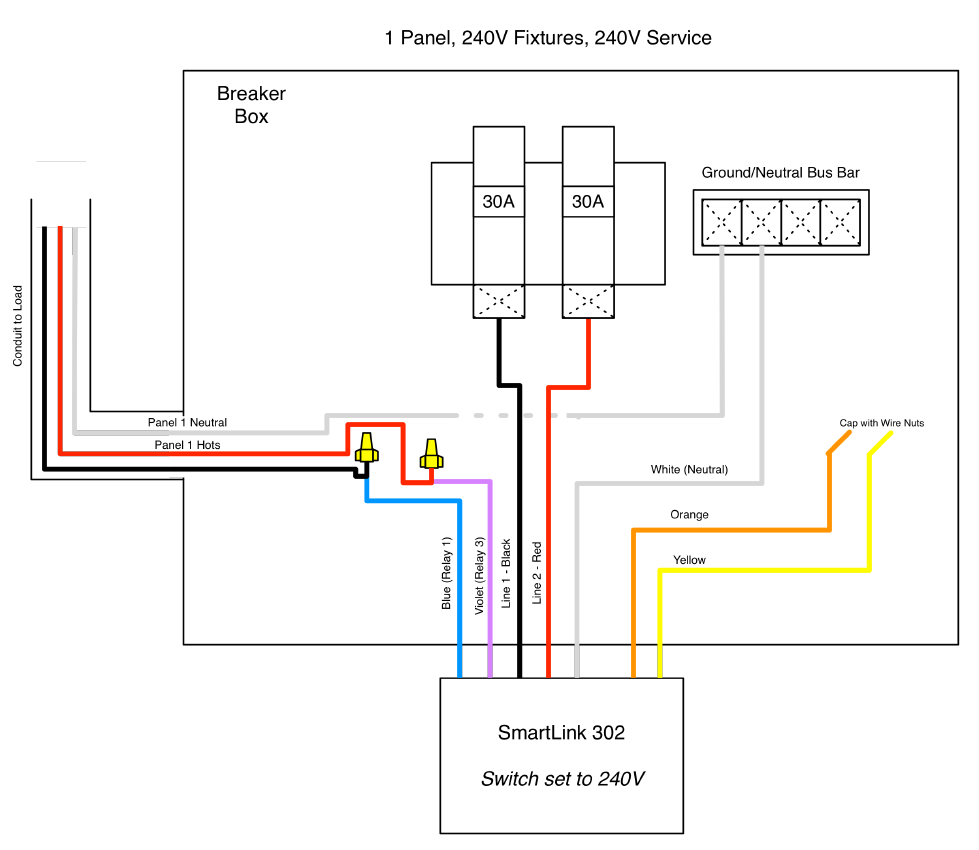 1 Panel, 240V Fixtures, 240V Service
Breaker
Box
Ground/Neutral Bus Bar
30A
30A
Conduit to Load
Panel 1 Neutral
Panel 1 Hots
Cap with Wire Nuts
White (Neutral)
Orange
Yellow
Blue (Relay 1)
Violet (Relay 3)
Line 1 - Black
Line 2 - Red
SmartLink 302
Switch set to 240V